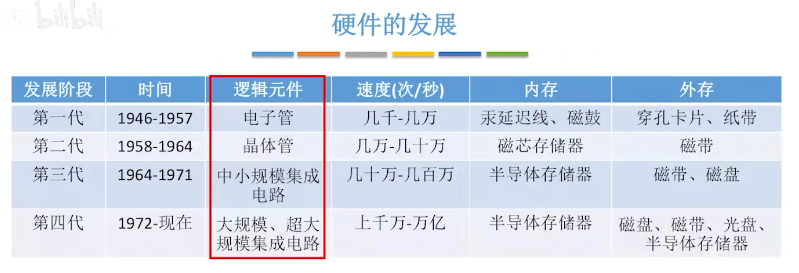 bilibili
硬件的发展
发展阶段 时间 逻辑元件 速度(次/秒) 内存 外存
第一代 1946-1957 电子管 几千-几万 汞延迟线、磁鼓 穿孔卡片、纸带
第二代 1958-1964 晶体管 几万-几十万 磁芯存储器 磁带
第三代 1964-1971 中小规模集成 几十万-几百万 半导体存储器 磁带、磁盘
电路
第四代 1972-现在 大规模、超大 上千万-万亿 半导体存储器 磁盘、磁带、光盘、
规模集成电路 半导体存储器